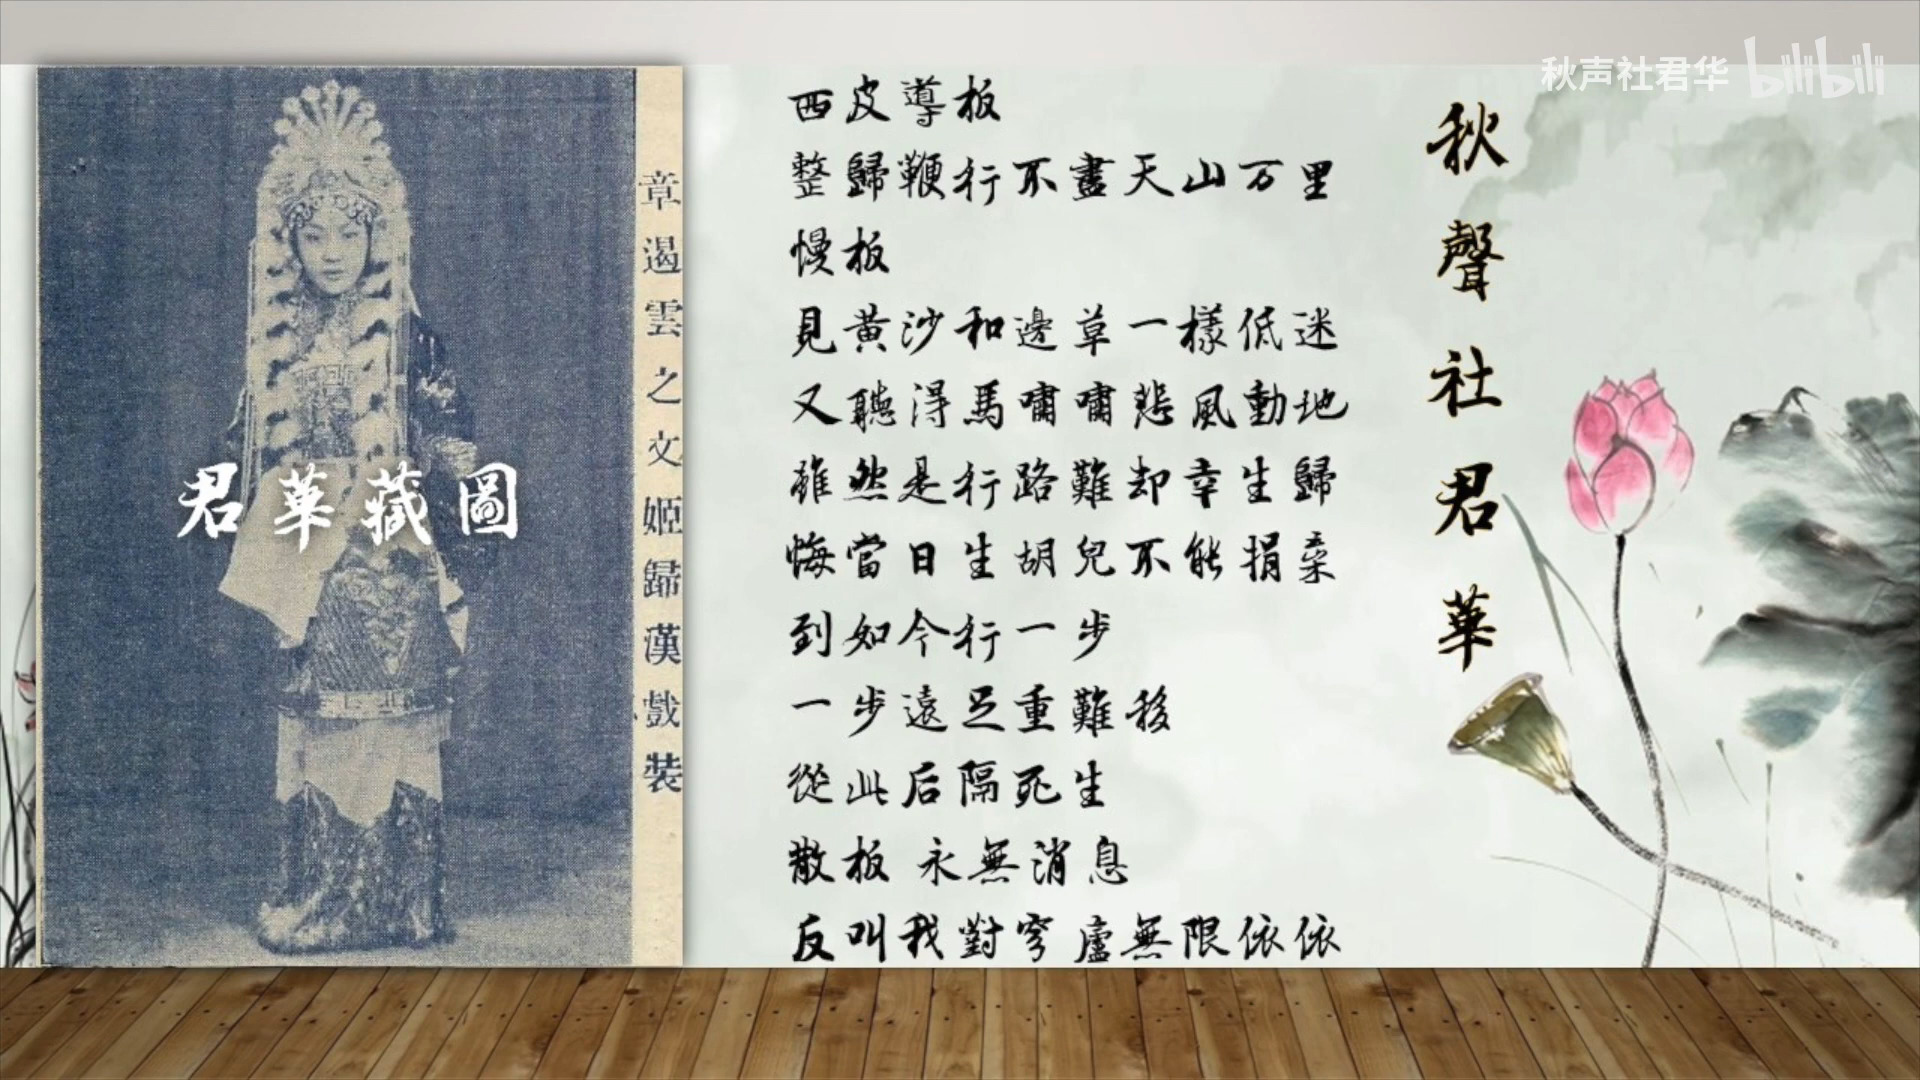 秋声社君华 bilibili
章遏雲之文姬歸漢戲裝
君華藏圖
西皮導板
整歸鞭行不盡天山万里
慢板
見黃沙和邊草一樣低迷
又聽得馬嘯嘯悲風動地
雖然是行路難却幸生歸
悔當日生胡兒不能捐棄
到如今行一步
一步遠足重難移
從此后隔死生
散板 永無消息
反叫我對穹廬無限依依
秋聲社君華